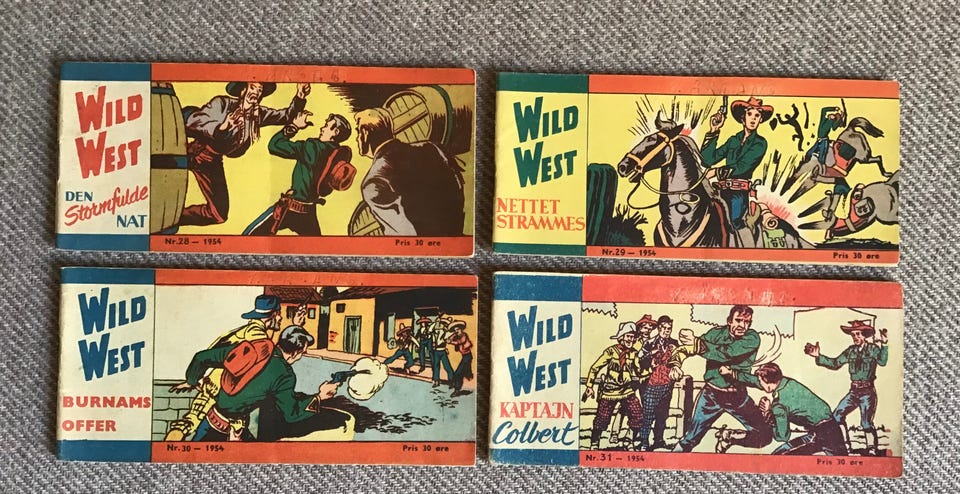 WILD
WEST
DEN
Stormfulde
NAT
Nr.28 — 1954
Pris 30 øre
WILD
WEST
NETTET
STRAMMES
Nr.29 — 1954
Pris 30 øre
WILD
WEST
BURNAMS
OFFER
Nr.30 — 1954
Pris 30 øre
WILD
WEST
KAPTAJN
Colbert
Nr.31 — 1954
Pris 30 øre